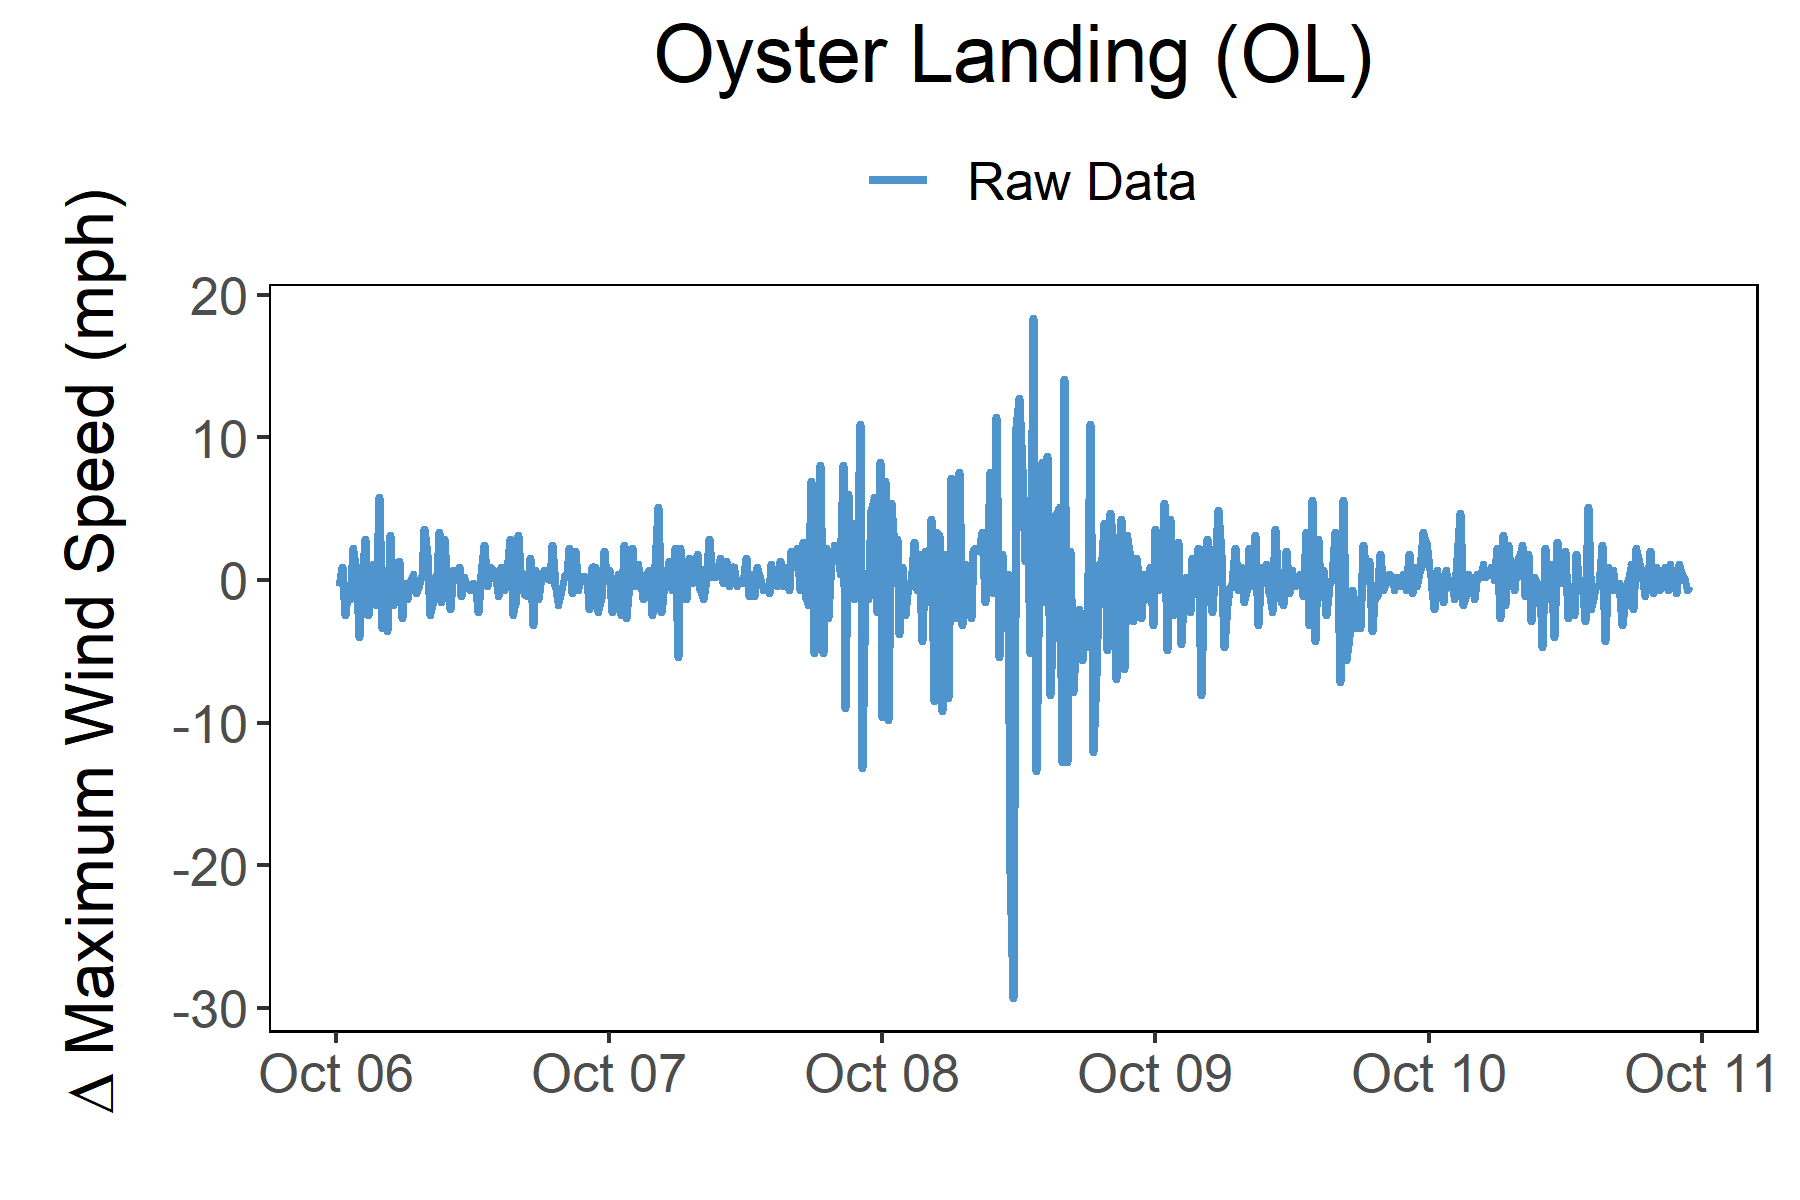 Oyster Landing (OL)
Raw Data
Δ Maximum Wind Speed (mph)
20
10
0
-10
-20
-30
Oct 06 Oct 07 Oct 08 Oct 09 Oct 10 Oct 11